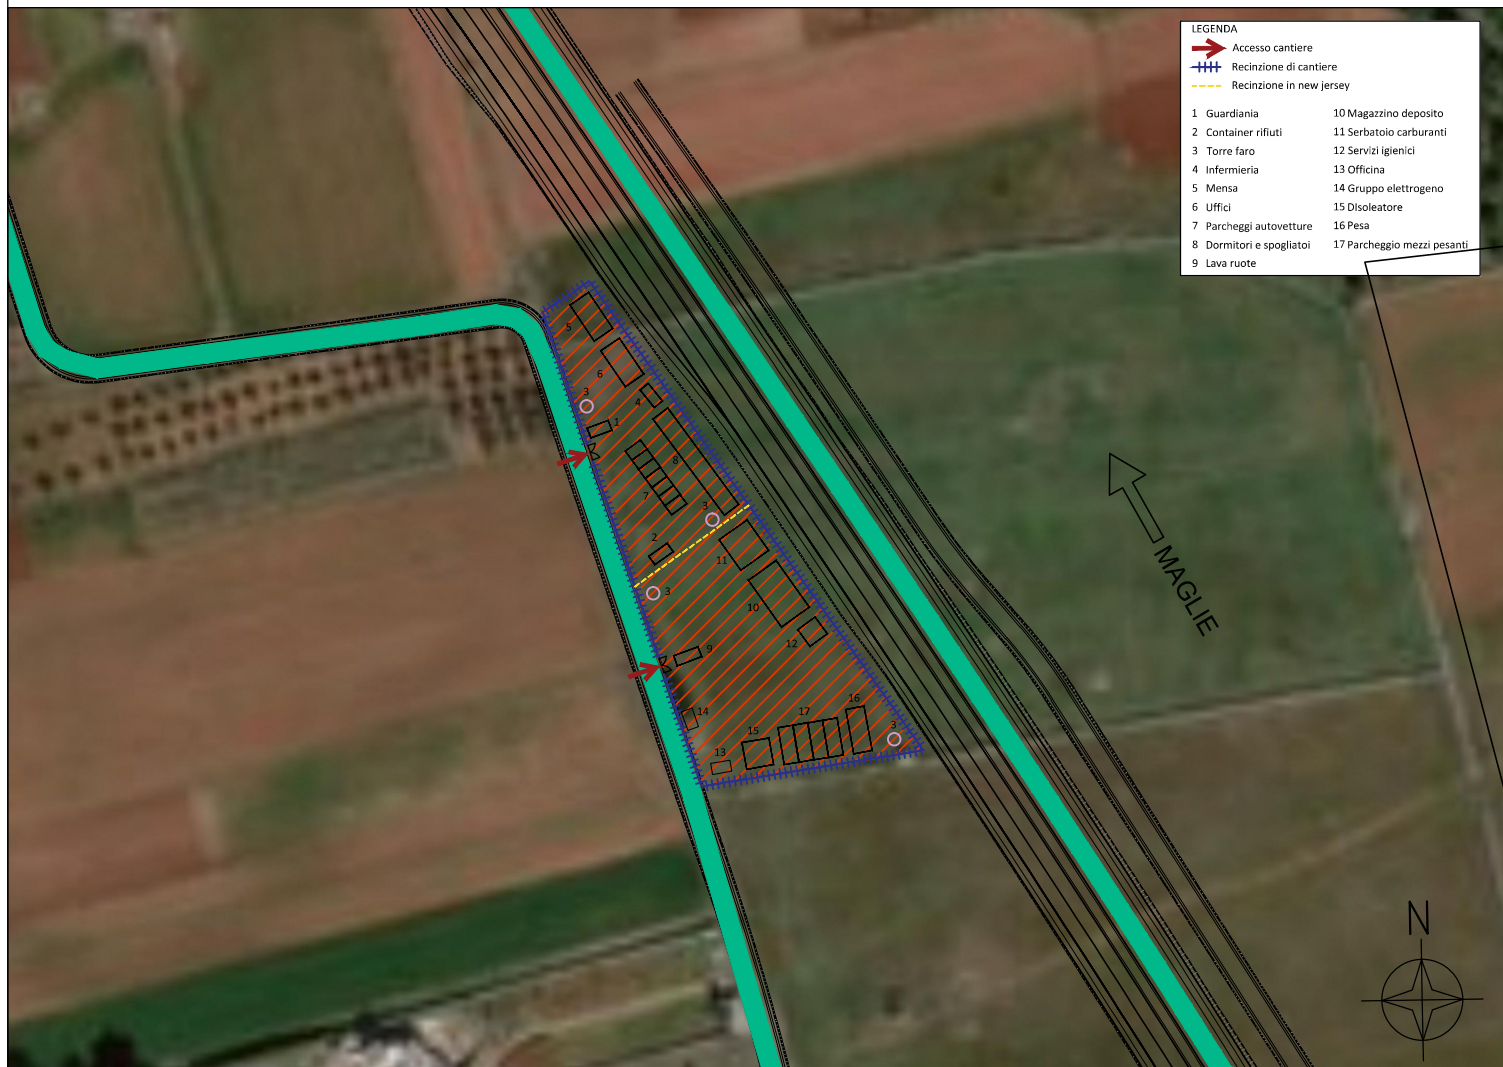 LEGENDA
Accesso cantiere
Recinzione di cantiere
Recinzione in new jersey
1 Guardiania
2 Container rifiuti
3 Torre faro
4 Infermieria
5 Mensa
6 Uffici
7 Parcheggi autovetture
8 Dormitori e spogliatoi
9 Lava ruote
10 Magazzino deposito
11 Serbatoio carburanti
12 Servizi igienici
13 Officina
14 Gruppo elettrogeno
15 DIsoleatore
16 Pesa
17 Parcheggio mezzi pesanti
5
6
3
4
1
8
7
3
2
11
3
10
12
9
14
16
17
15
3
13
MAGLIE
N